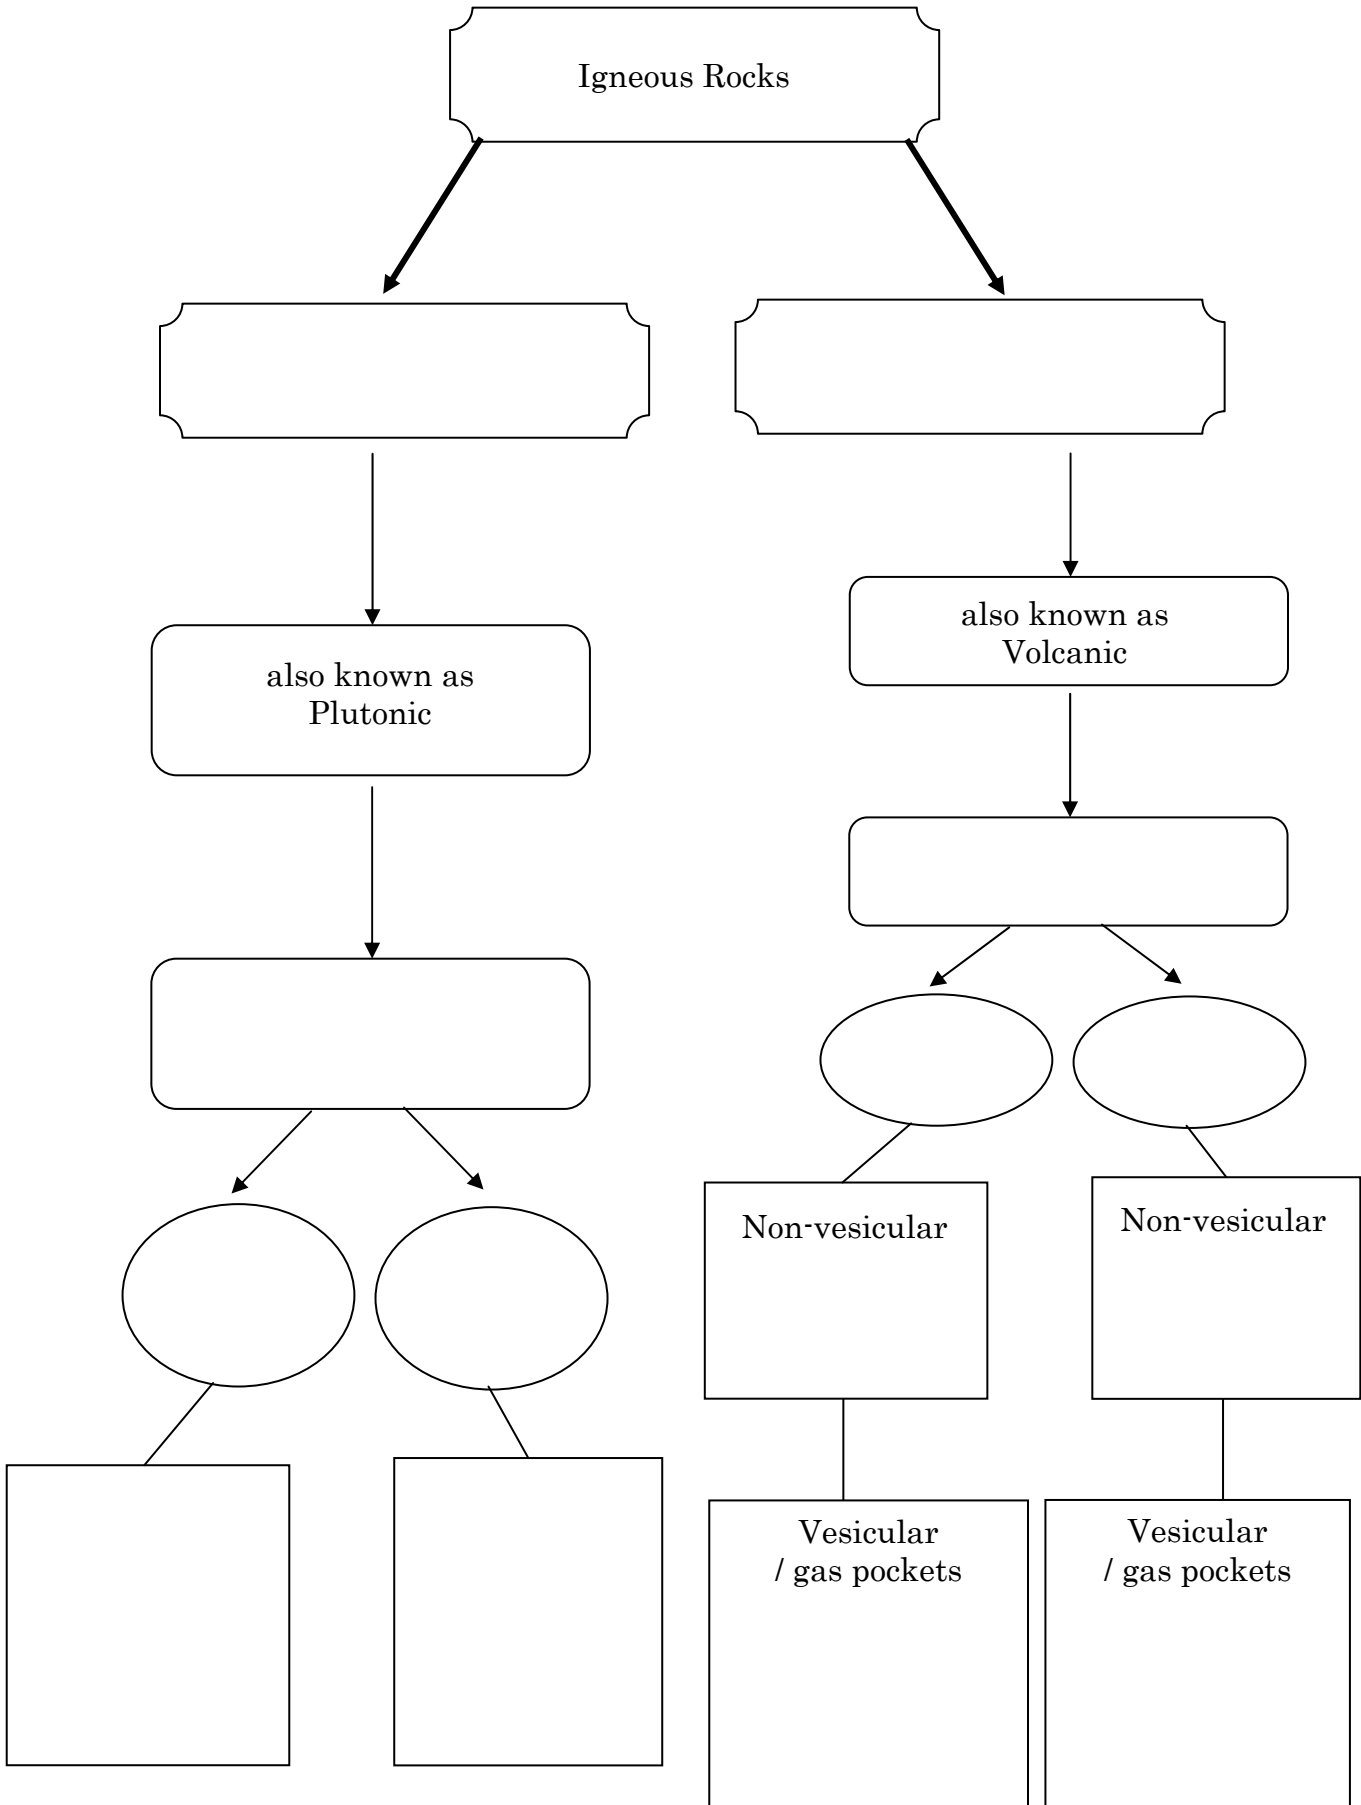 Igneous Rocks
also known as
Volcanic
also known as
Plutonic
Non-vesicular
Non-vesicular
Vesicular
/ gas pockets
Vesicular
/ gas pockets